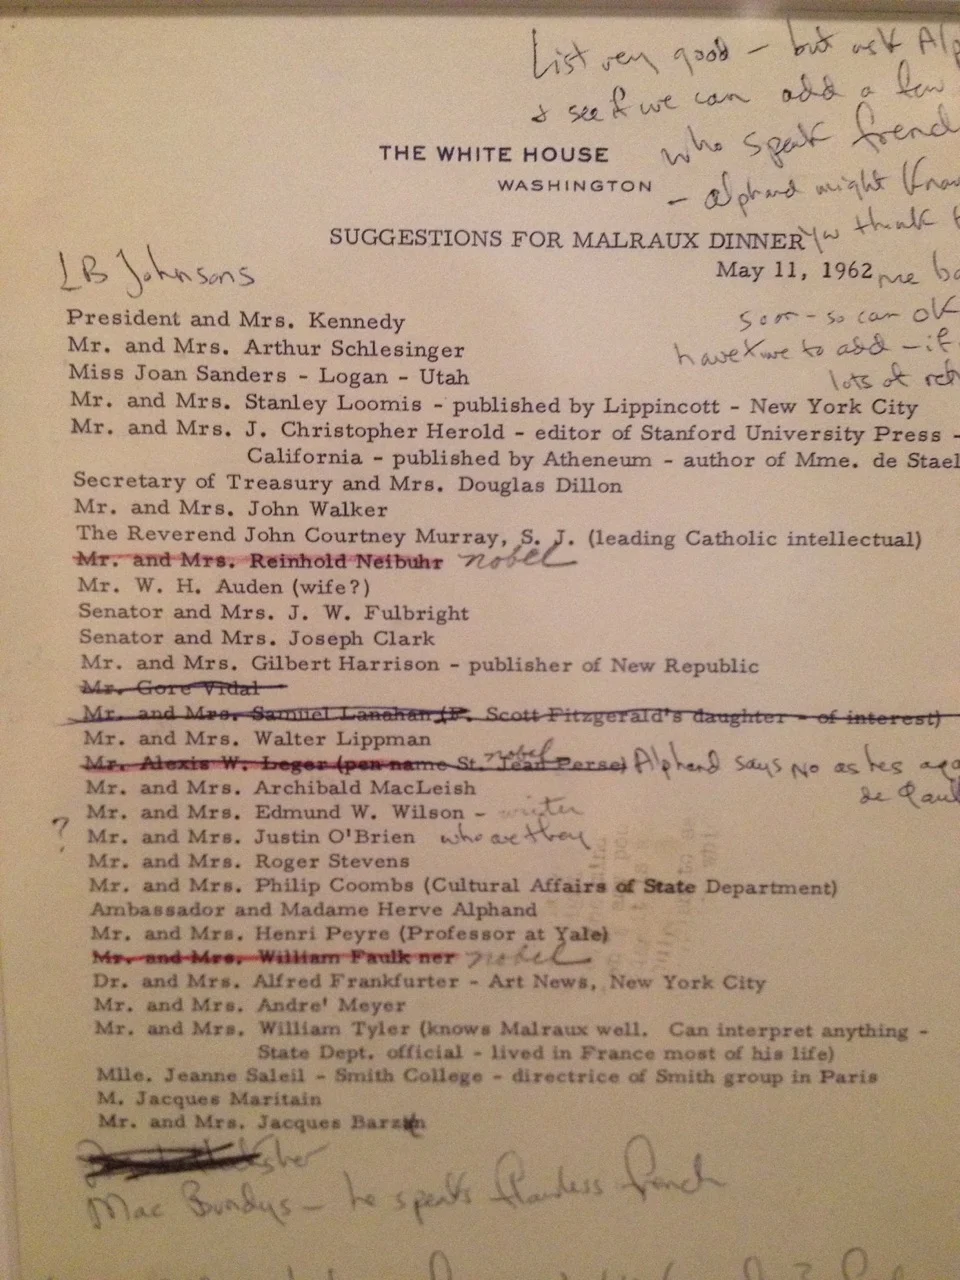 List very good - but ask Alp
& see if we can add a few
who speak french
- alphand might know
THE WHITE HOUSE
WASHINGTON
SUGGESTIONS FOR MALRAUX DINNER
You think
May 11, 1962
me
LB Johnsons
soon - so can
have time to add - if
lots of
President and Mrs. Kennedy
Mr. and Mrs. Arthur Schlesinger
Miss Joan Sanders - Logan - Utah
Mr. and Mrs. Stanley Loomis - published by Lippincott - New York City
Mr. and Mrs. J. Christopher Herold - editor of Stanford University Press -
California - published by Atheneum - author of Mme. de Stael
Secretary of Treasury and Mrs. Douglas Dillon
Mr. and Mrs. John Walker
The Reverend John Courtney Murray, S. J. (leading Catholic intellectual)
Mr. and Mrs. Reinhold Neibuhr nobel
Mr. W. H. Auden (wife?)
Senator and Mrs. J. W. Fulbright
Senator and Mrs. Joseph Clark
Mr. and Mrs. Gilbert Harrison - publisher of New Republic
Mr. Gore Vidal
Mr. and Mrs. Samuel Lanahan (F. Scott Fitzgerald's daughter - of interest)
Mr. and Mrs. Walter Lippman
Mr. Alexis W. Leger (pen name St. Jean Perse) nobel Alphand says No as hes aga
de Gaul
Mr. and Mrs. Archibald MacLeish
Mr. and Mrs. Edmund W. Wilson - writer
? Mr. and Mrs. Justin O'Brien who are they
Mr. and Mrs. Roger Stevens
Mr. and Mrs. Philip Coombs (Cultural Affairs of State Department)
Ambassador and Madame Herve Alphand
Mr. and Mrs. Henri Peyre (Professor at Yale)
Mr. and Mrs. William Faulk ner nobel
Dr. and Mrs. Alfred Frankfurter - Art News, New York City
Mr. and Mrs. Andre' Meyer
Mr. and Mrs. William Tyler (knows Malraux well. Can interpret anything -
State Dept. official - lived in France most of his life)
Mlle. Jeanne Saleil - Smith College - directrice of Smith group in Paris
M. Jacques Maritain
Mr. and Mrs. Jacques Barzun
Mac Bundys - he speaks flawless french